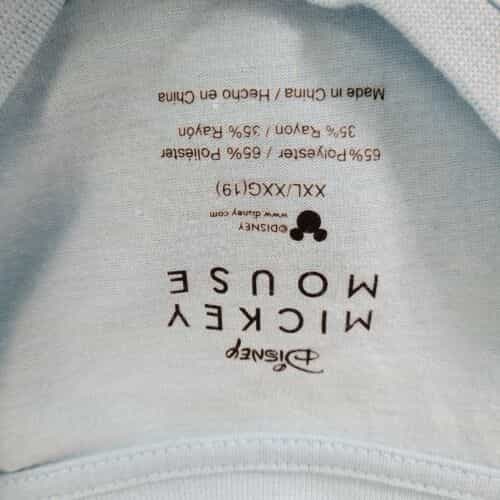 Disney
MICKEY
MOUSE
©DISNEY
www.disney.com
XXL/XXG(19)
65% Polyester / 65% Poliéster
35% Rayon / 35% Rayón
Made in China / Hecho en China